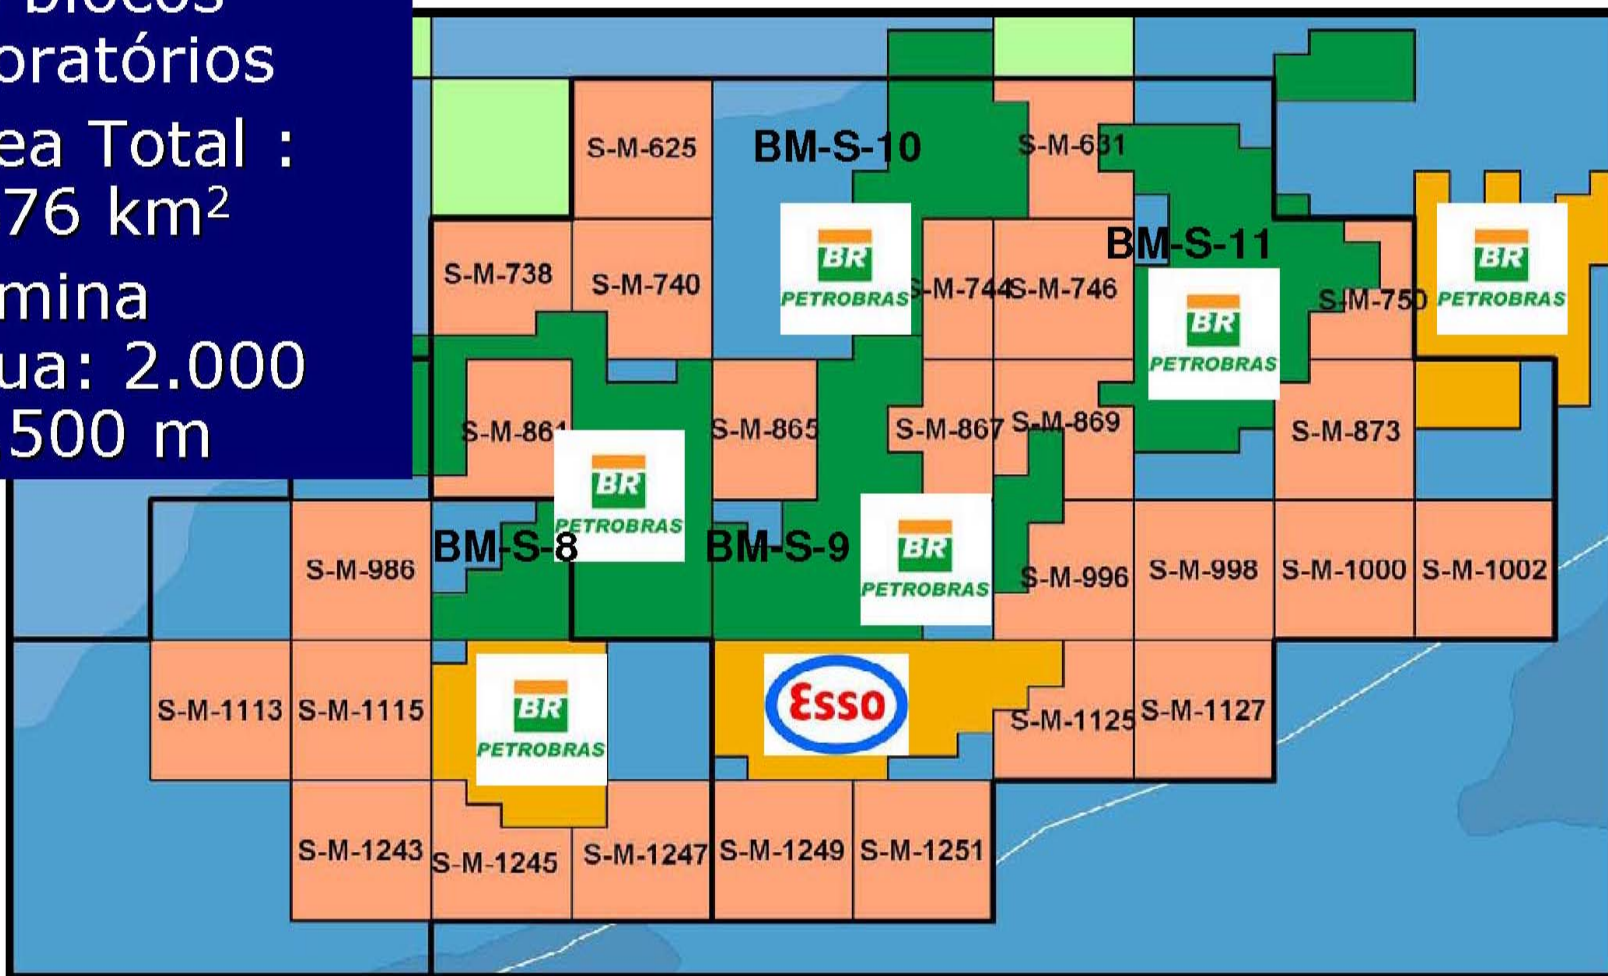 blocos
oratórios
ea Total :
76 km²
mina
ua: 2.000
.500 m
S-M-625
BM-S-10
S-M-631
BM-S-11
S-M-738
S-M-740
BR
PETROBRAS
S-M-744
S-M-746
BR
PETROBRAS
S-M-750
BR
PETROBRAS
S-M-861
BR
PETROBRAS
S-M-865
S-M-867
S-M-869
S-M-873
S-M-986
BM-S-8
BM-S-9
BR
PETROBRAS
S-M-996
S-M-998
S-M-1000
S-M-1002
S-M-1113
S-M-1115
BR
PETROBRAS
Esso
S-M-1125
S-M-1127
S-M-1243
S-M-1245
S-M-1247
S-M-1249
S-M-1251